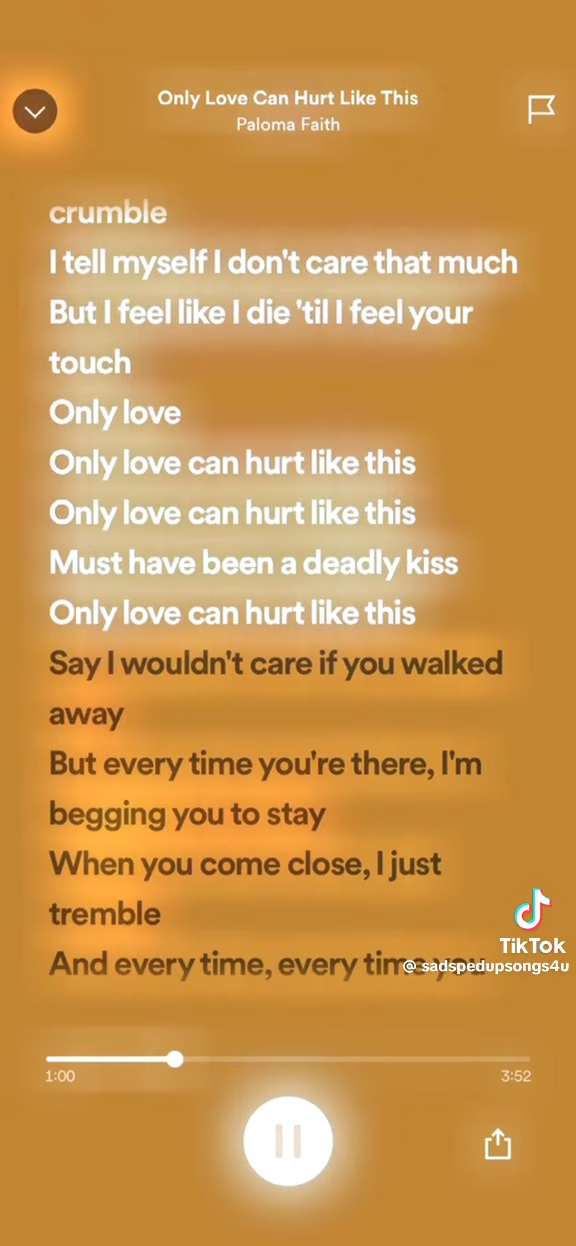 Only Love Can Hurt Like This
Paloma Faith
crumble
I tell myself I don't care that much
But I feel like I die 'til I feel your
touch
Only love
Only love can hurt like this
Only love can hurt like this
Must have been a deadly kiss
Only love can hurt like this
Say I wouldn't care if you walked
away
But every time you're there, I'm
begging you to stay
When you come close, I just
tremble
And every time, every time you
TikTok
@ sadspedupsongs4u
1:00
3:52